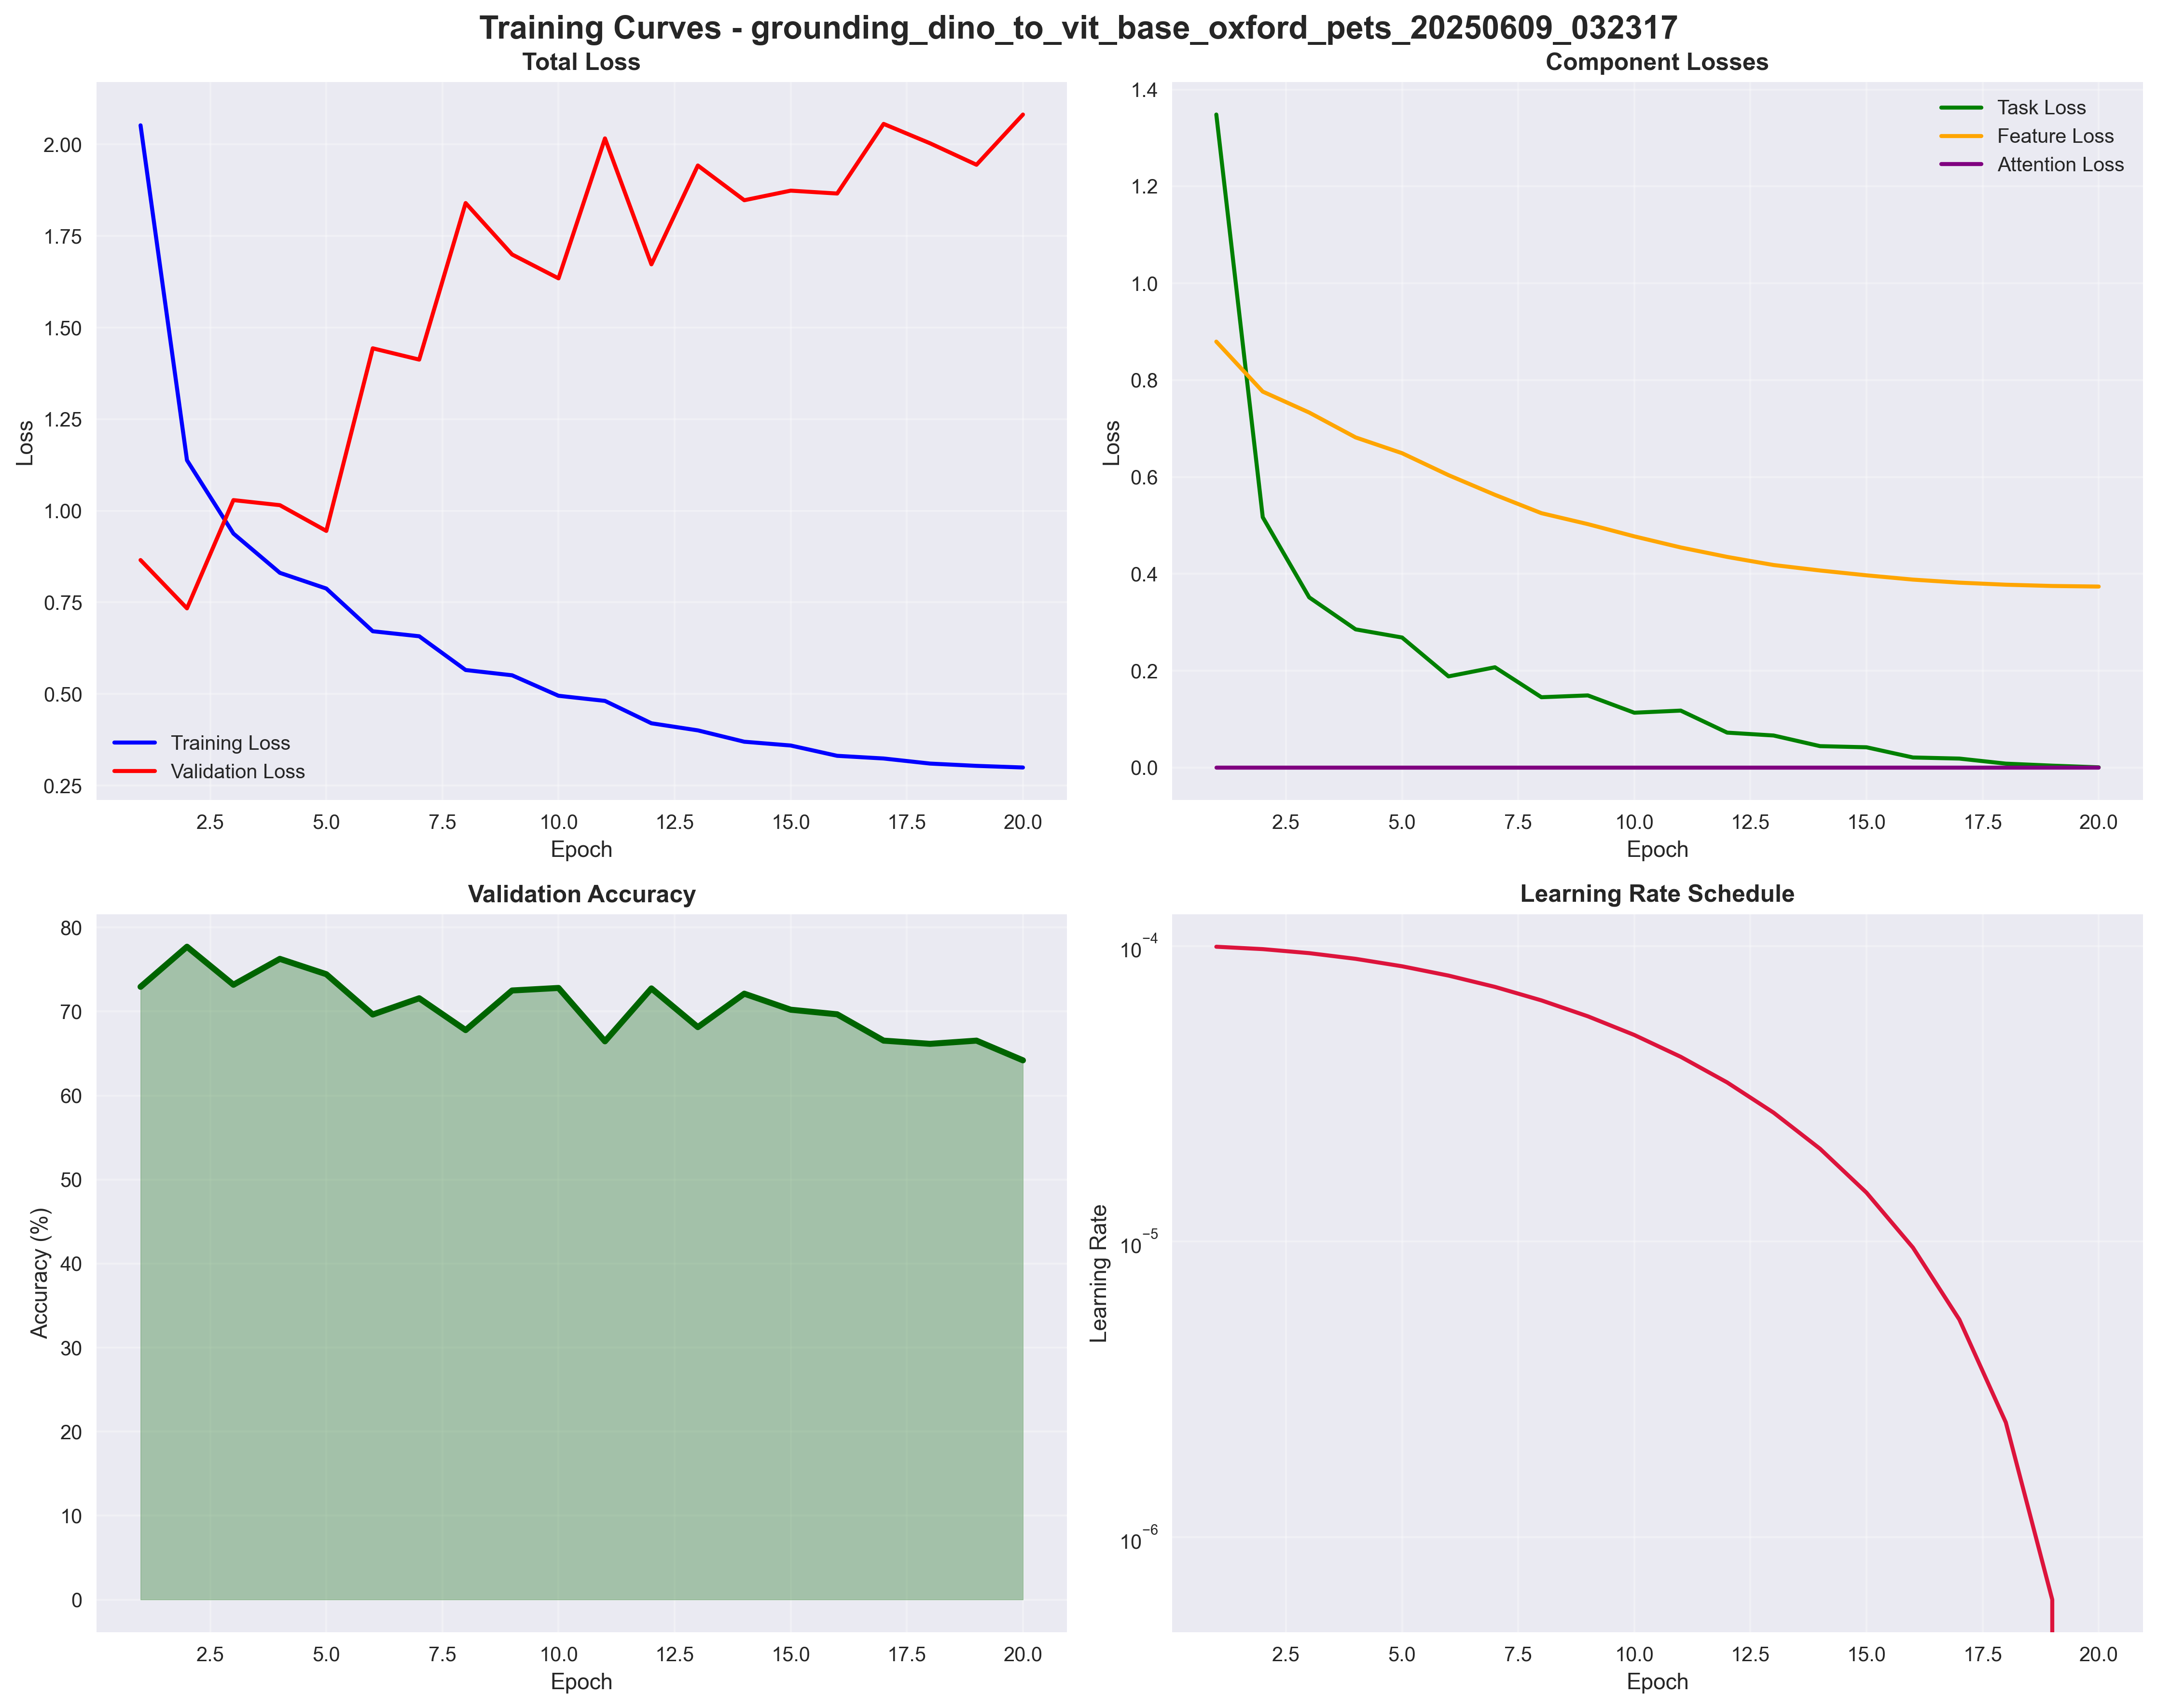 Training Curves - grounding_dino_to_vit_base_oxford_pets_20250609_032317
Total Loss
2.00
1.75
1.50
1.25
1.00
0.75
0.50
0.25
Loss
Training Loss
Validation Loss
2.5 5.0 7.5 10.0 12.5 15.0 17.5 20.0
Epoch
Component Losses
1.4
1.2
1.0
0.8
0.6
0.4
0.2
0.0
Loss
Task Loss
Feature Loss
Attention Loss
2.5 5.0 7.5 10.0 12.5 15.0 17.5 20.0
Epoch
Validation Accuracy
80
70
60
50
40
30
20
10
0
Accuracy (%)
2.5 5.0 7.5 10.0 12.5 15.0 17.5 20.0
Epoch
Learning Rate Schedule
10⁻⁴
10⁻⁵
10⁻⁶
Learning Rate
2.5 5.0 7.5 10.0 12.5 15.0 17.5 20.0
Epoch